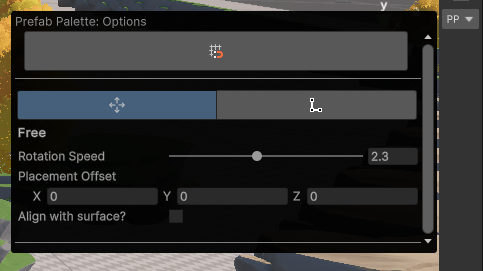 y
Prefab Palette: Options
PP
Free
Rotation Speed 2.3
Placement Offset
X 0 Y 0 Z 0
Align with surface?